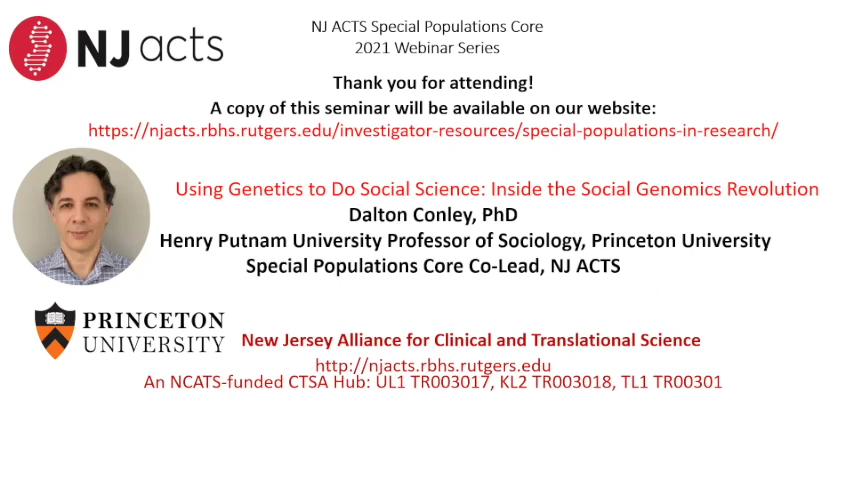 NJ acts
NJ ACTS Special Populations Core
2021 Webinar Series
Thank you for attending!
A copy of this seminar will be available on our website:
https://njacts.rbhs.rutgers.edu/investigator-resources/special-populations-in-research/
Using Genetics to Do Social Science: Inside the Social Genomics Revolution
Dalton Conley, PhD
Henry Putnam University Professor of Sociology, Princeton University
Special Populations Core Co-Lead, NJ ACTS
PRINCETON
UNIVERSITY
New Jersey Alliance for Clinical and Translational Science
http://njacts.rbhs.rutgers.edu
An NCATS-funded CTSA Hub: UL1 TR003017, KL2 TR003018, TL1 TR00301